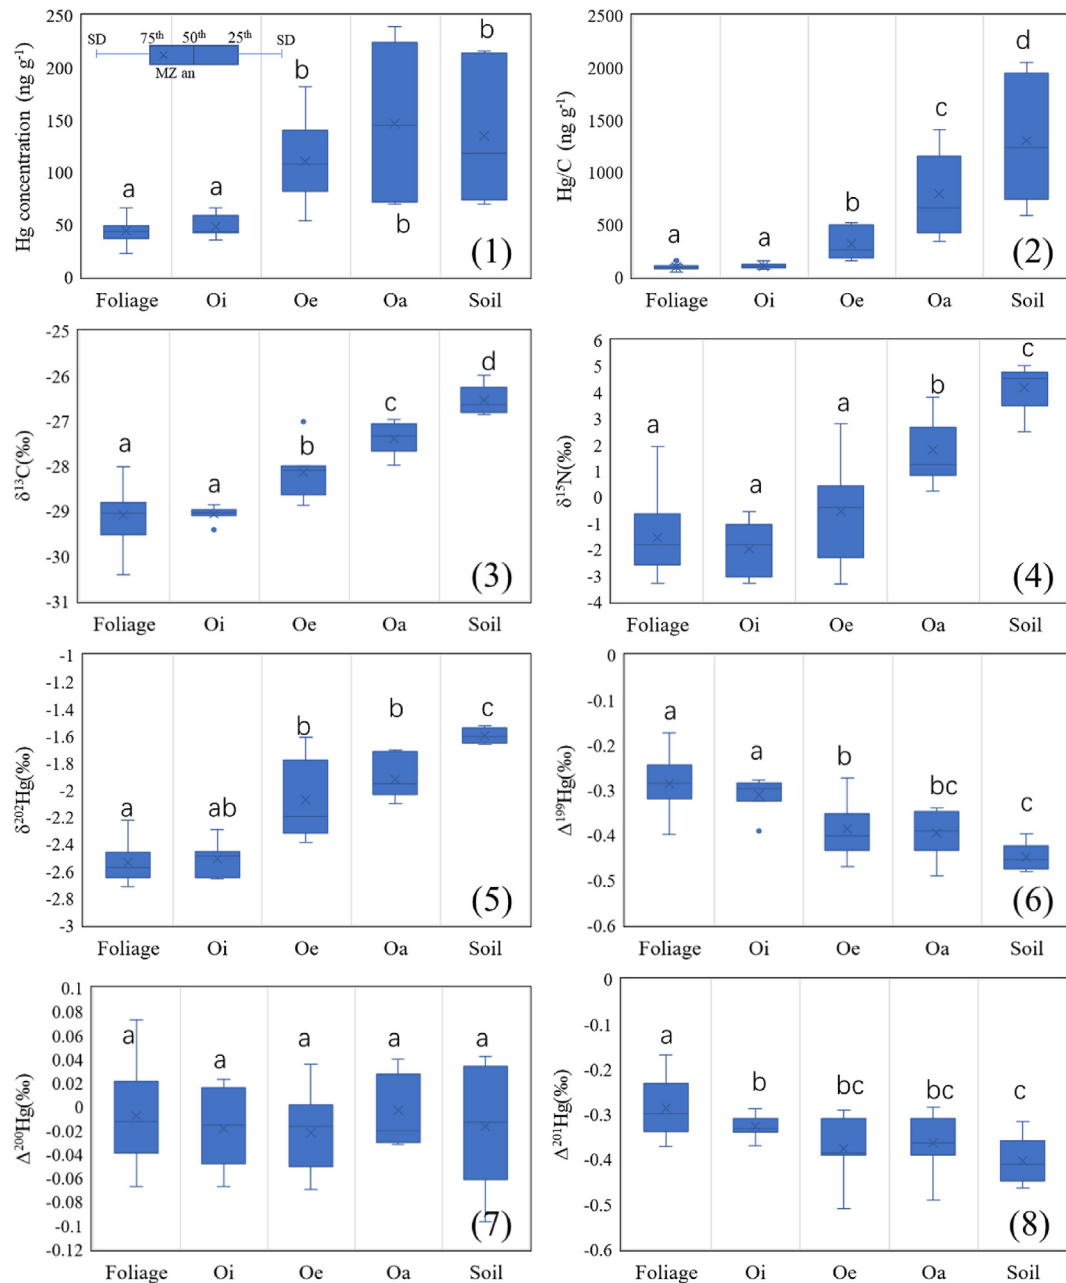 Hg concentration (ng g⁻¹)
250
200
150
100
50
0
SD 75th 50th 25th SD
MZ an
a a b b b
(1)
Foliage Oi Oe Oa Soil
Hg/C (ng g⁻¹)
2500
2000
1500
1000
500
0
a a b c d
(2)
Foliage Oi Oe Oa Soil
δ¹³C(‰)
-25
-26
-27
-28
-29
-30
-31
a a b c d
(3)
Foliage Oi Oe Oa Soil
δ¹⁵N(‰)
6
5
4
3
2
1
0
-1
-2
-3
-4
a a a b c
(4)
Foliage Oi Oe Oa Soil
δ²⁰²Hg(‰)
-1
-1.2
-1.4
-1.6
-1.8
-2
-2.2
-2.4
-2.6
-2.8
-3
a ab b b c
(5)
Foliage Oi Oe Oa Soil
Δ¹⁹⁹Hg(‰)
0
-0.1
-0.2
-0.3
-0.4
-0.5
-0.6
a a b bc c
(6)
Foliage Oi Oe Oa Soil
Δ²⁰⁰Hg(‰)
0.1
0.08
0.06
0.04
0.02
0
-0.02
-0.04
-0.06
-0.08
-0.1
-0.12
a a a a a
(7)
Foliage Oi Oe Oa Soil
Δ²⁰¹Hg(‰)
0
-0.1
-0.2
-0.3
-0.4
-0.5
-0.6
a b bc bc c
(8)
Foliage Oi Oe Oa Soil